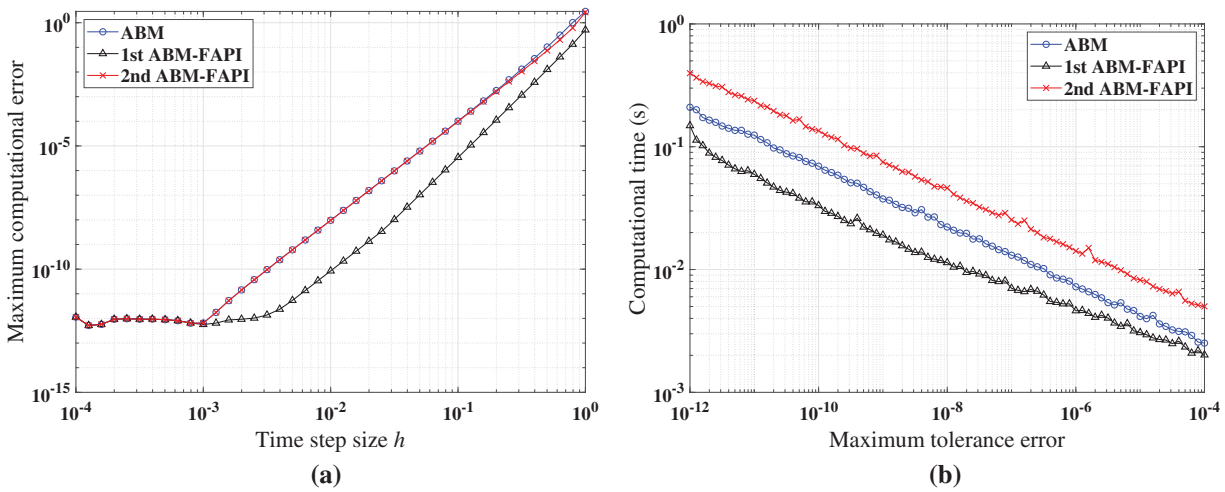 10^0
10^-5
10^-10
10^-15
Maximum computational error
ABM
1st ABM-FAPI
2nd ABM-FAPI
10^-4
10^-3
10^-2
10^-1
10^0
Time step size h
(a)
10^0
10^-1
10^-2
10^-3
Computational time (s)
ABM
1st ABM-FAPI
2nd ABM-FAPI
10^-12
10^-10
10^-8
10^-6
10^-4
Maximum tolerance error
(b)